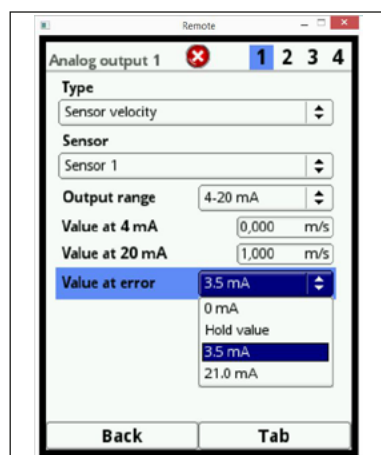 Remote
Analog output 1 1 2 3 4
Type
Sensor velocity
Sensor
Sensor 1
Output range 4-20 mA
Value at 4 mA 0,000 m/s
Value at 20 mA 1,000 m/s
Value at error 3.5 mA
0 mA
Hold value
3.5 mA
21.0 mA
Back Tab